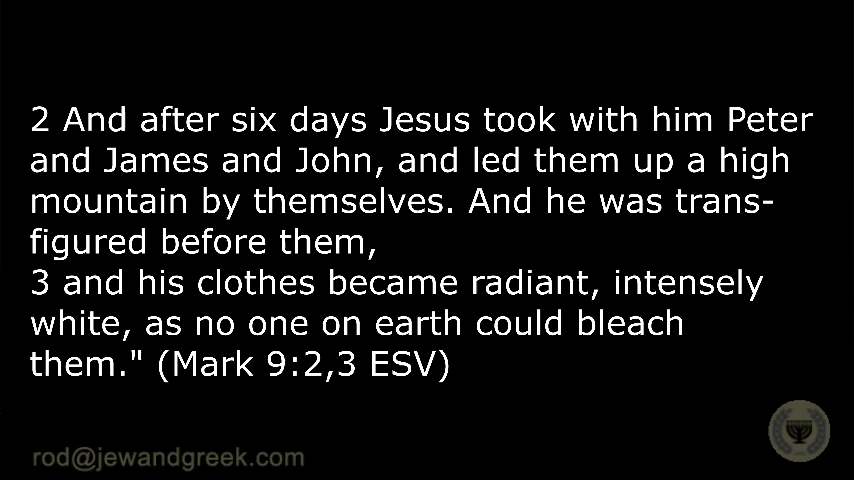 2 And after six days Jesus took with him Peter
and James and John, and led them up a high
mountain by themselves. And he was trans-
figured before them,
3 and his clothes became radiant, intensely
white, as no one on earth could bleach
them." (Mark 9:2,3 ESV)
rod@jewandgreek.com